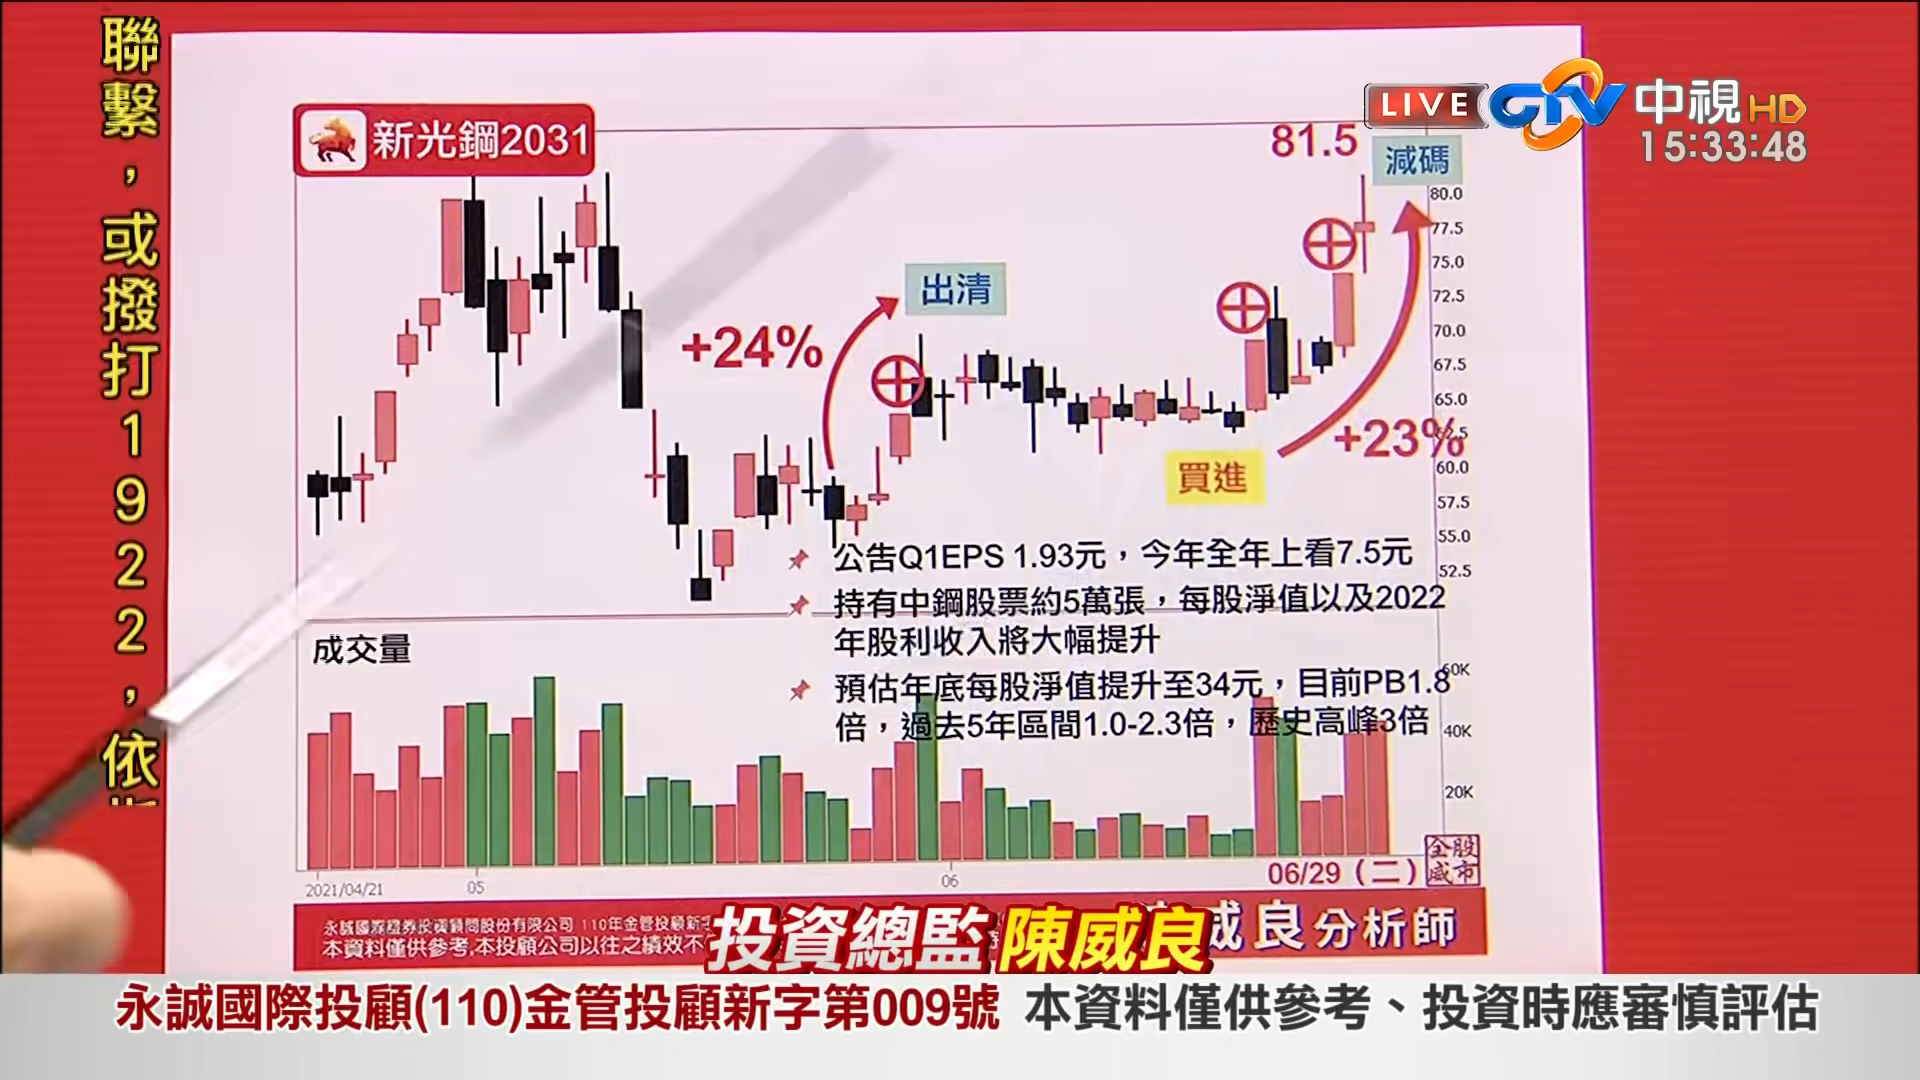 聯繫，或撥打1922，依
LIVE CTV 中視 HD
15:33:48
新光鋼2031
81.5
減碼
80.0
77.5
75.0
72.5
70.0
67.5
65.0
62.5
60.0
57.5
55.0
52.5
出清
+24%
+23%
買進
公告Q1EPS 1.93元，今年全年上看7.5元
持有中鋼股票約5萬張，每股淨值以及2022
年股利收入將大幅提升
預估年底每股淨值提升至34元，目前PB1.8
倍，過去5年區間1.0-2.3倍，歷史高峰3倍
成交量
60K
40K
20K
2021/04/21
05
06
06/29（二）
全股
威市
永誠國際證券投資顧問股份有限公司 110年金管投顧新字
本資料僅供參考,本投顧公司以往之績效不
威良分析師
投資總監 陳威良
永誠國際投顧(110)金管投顧新字第009號 本資料僅供參考、投資時應審慎評估